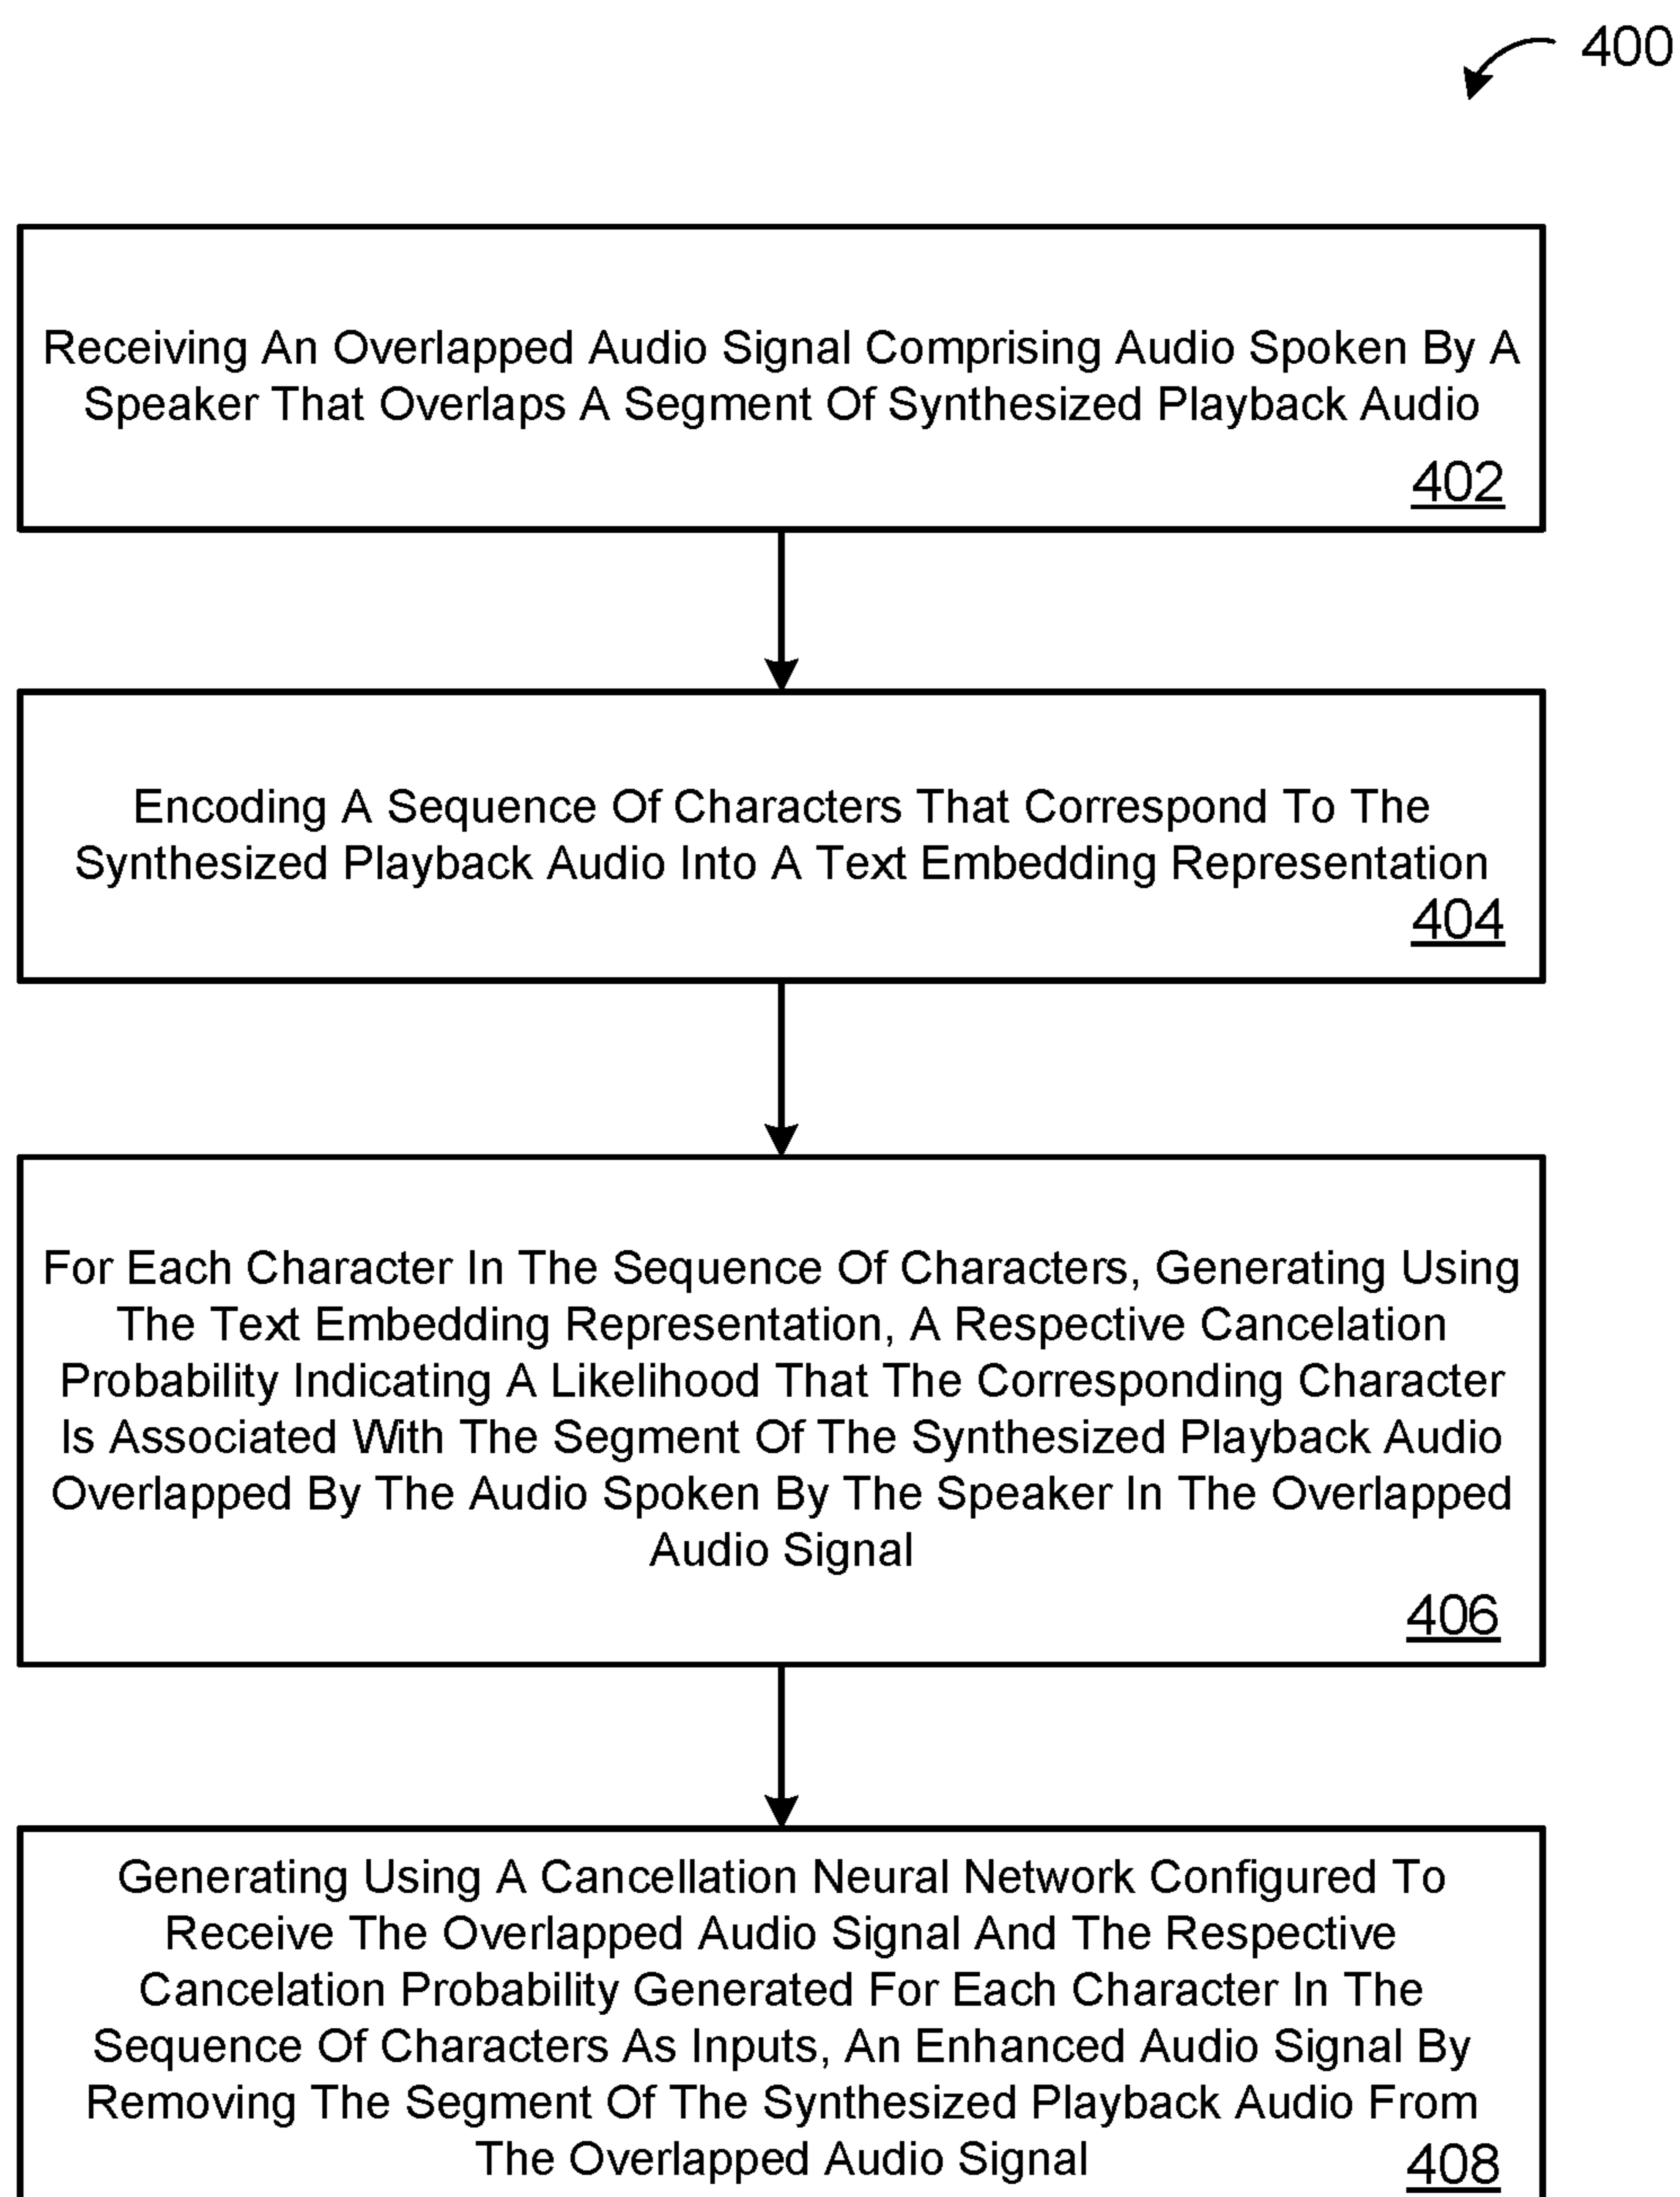 400
Receiving An Overlapped Audio Signal Comprising Audio Spoken By A
Speaker That Overlaps A Segment Of Synthesized Playback Audio
402
Encoding A Sequence Of Characters That Correspond To The
Synthesized Playback Audio Into A Text Embedding Representation
404
For Each Character In The Sequence Of Characters, Generating Using
The Text Embedding Representation, A Respective Cancelation
Probability Indicating A Likelihood That The Corresponding Character
Is Associated With The Segment Of The Synthesized Playback Audio
Overlapped By The Audio Spoken By The Speaker In The Overlapped
Audio Signal
406
Generating Using A Cancellation Neural Network Configured To
Receive The Overlapped Audio Signal And The Respective
Cancelation Probability Generated For Each Character In The
Sequence Of Characters As Inputs, An Enhanced Audio Signal By
Removing The Segment Of The Synthesized Playback Audio From
The Overlapped Audio Signal
408